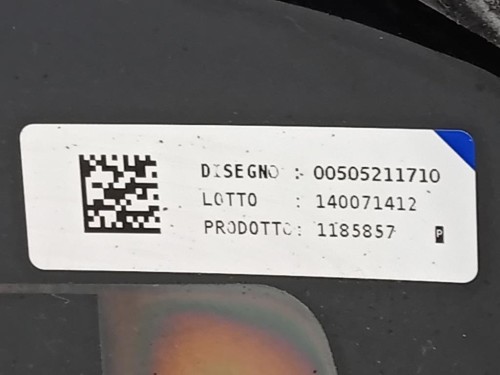 DISEGNO : 00505211710
LOTTO : 140071412
PRODOTTO: 1185857 P